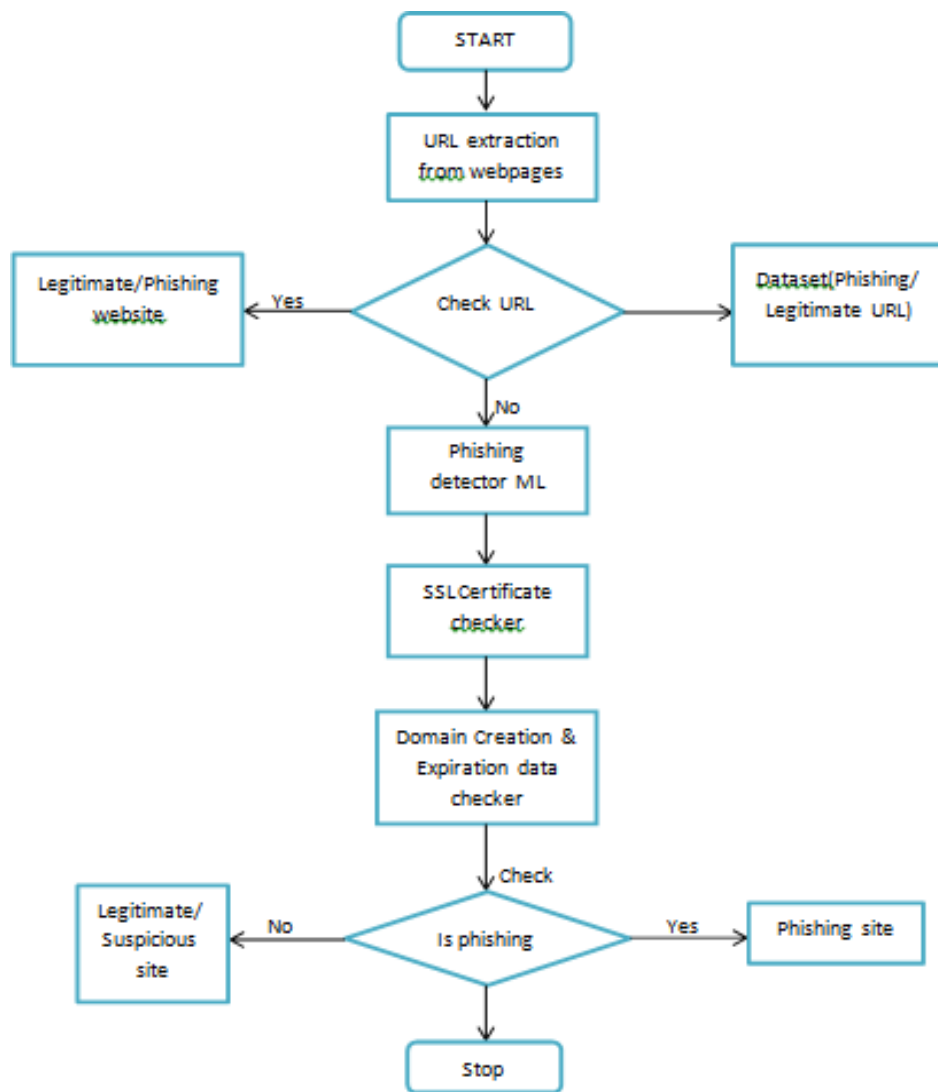 START
URL extraction
from webpages
Legitimate/Phishing
website
Yes
Check URL
Dataset(Phishing/
Legitimate URL)
No
Phishing
detector ML
SSLCertificate
checker
Domain Creation &
Expiration data
checker
Check
Legitimate/
Suspicious
site
No
Is phishing
Yes
Phishing site
Stop